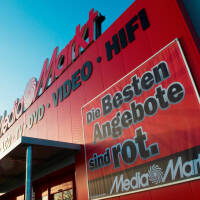 Media Markt
DVD · VIDEO · HIFI
Die Besten
Angebote
sind rot.
Media Markt